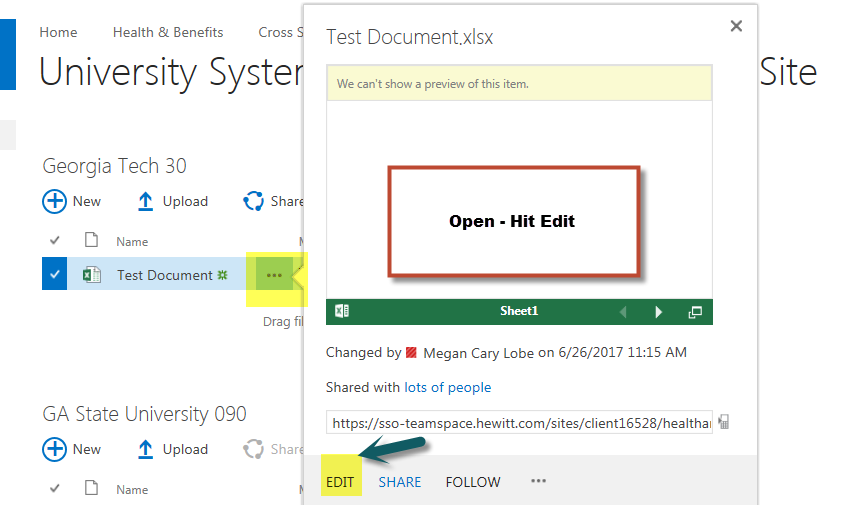 Home Health & Benefits Cross S
University System Site
Georgia Tech 30
New Upload Share
Name M
Test Document ...
Drag fil
GA State University 090
New Upload Share
Name M
Test Document.xlsx
We can't show a preview of this item.
Open - Hit Edit
Sheet1
Changed by Megan Cary Lobe on 6/26/2017 11:15 AM
Shared with lots of people
https://sso-teamspace.hewitt.com/sites/client16528/healthar
EDIT SHARE FOLLOW ...